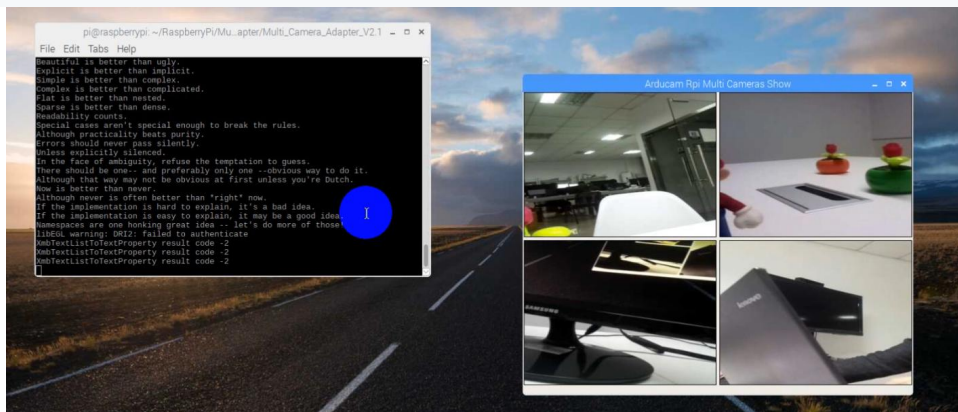 pi@raspberrypi: ~/RaspberryPi/Mu...apter/Multi_Camera_Adapter_V2.1
File Edit Tabs Help
Beautiful is better than ugly.
Explicit is better than implicit.
Simple is better than complex.
Complex is better than complicated.
Flat is better than nested.
Sparse is better than dense.
Readability counts.
Special cases aren't special enough to break the rules.
Although practicality beats purity.
Errors should never pass silently.
Unless explicitly silenced.
In the face of ambiguity, refuse the temptation to guess.
There should be one-- and preferably only one --obvious way to do it.
Although that way may not be obvious at first unless you're Dutch.
Now is better than never.
Although never is often better than *right* now.
If the implementation is hard to explain, it's a bad idea.
If the implementation is easy to explain, it may be a good idea.
Namespaces are one honking great idea -- let's do more of those!
libEGL warning: DRI2: failed to authenticate
XmbTextListToTextProperty result code -2
XmbTextListToTextProperty result code -2
XmbTextListToTextProperty result code -2
Arducam Rpi Multi Cameras Show
SAMSUNG
lenovo